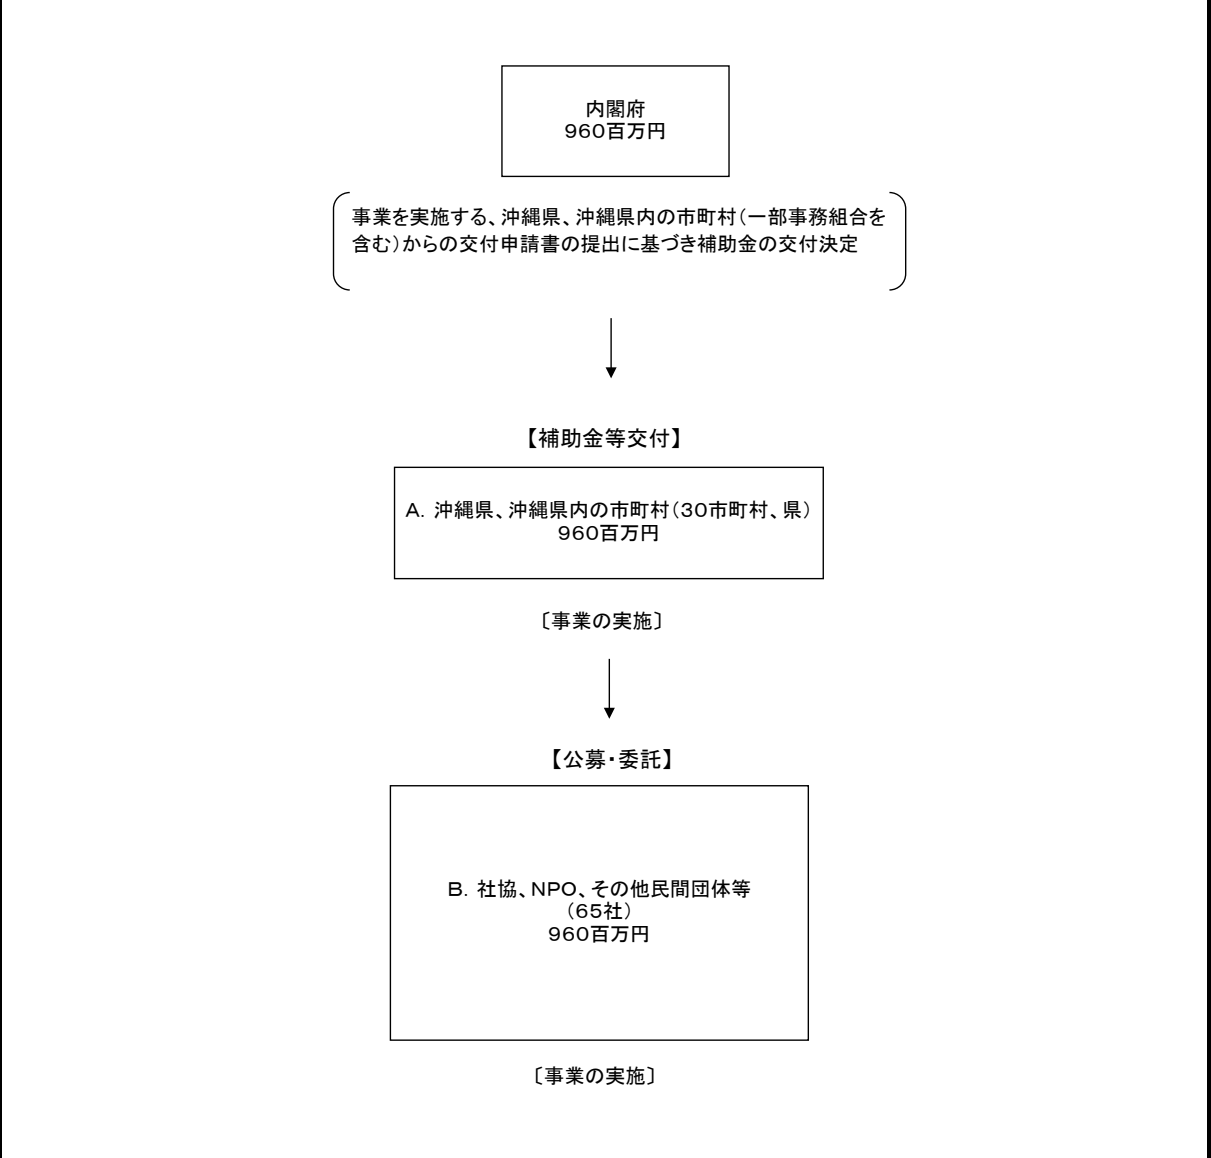 内閣府
960百万円
事業を実施する、沖縄県、沖縄県内の市町村（一部事務組合を
含む）からの交付申請書の提出に基づき補助金の交付決定
【補助金等交付】
A. 沖縄県、沖縄県内の市町村（30市町村、県）
960百万円
〔事業の実施〕
【公募・委託】
B. 社協、NPO、その他民間団体等
（65社）
960百万円
〔事業の実施〕